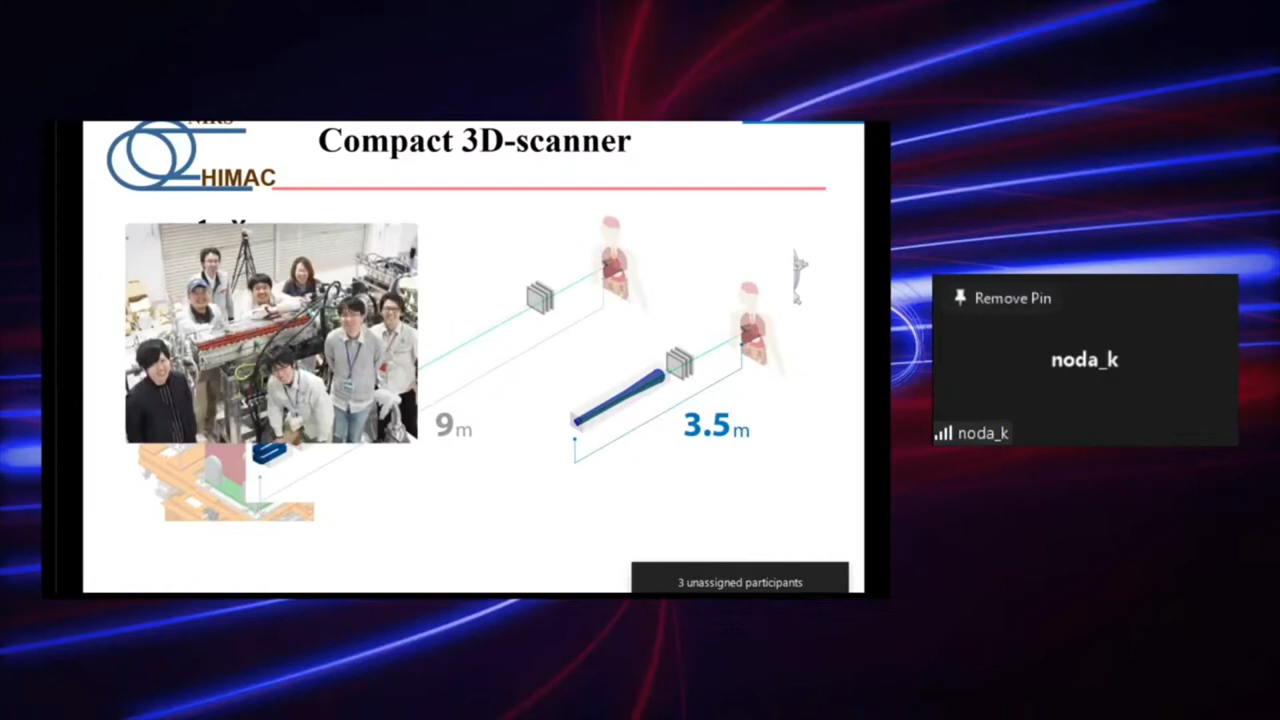 HIMAC
Compact 3D-scanner
9m
3.5m
3 unassigned participants
Remove Pin
noda_k
noda_k